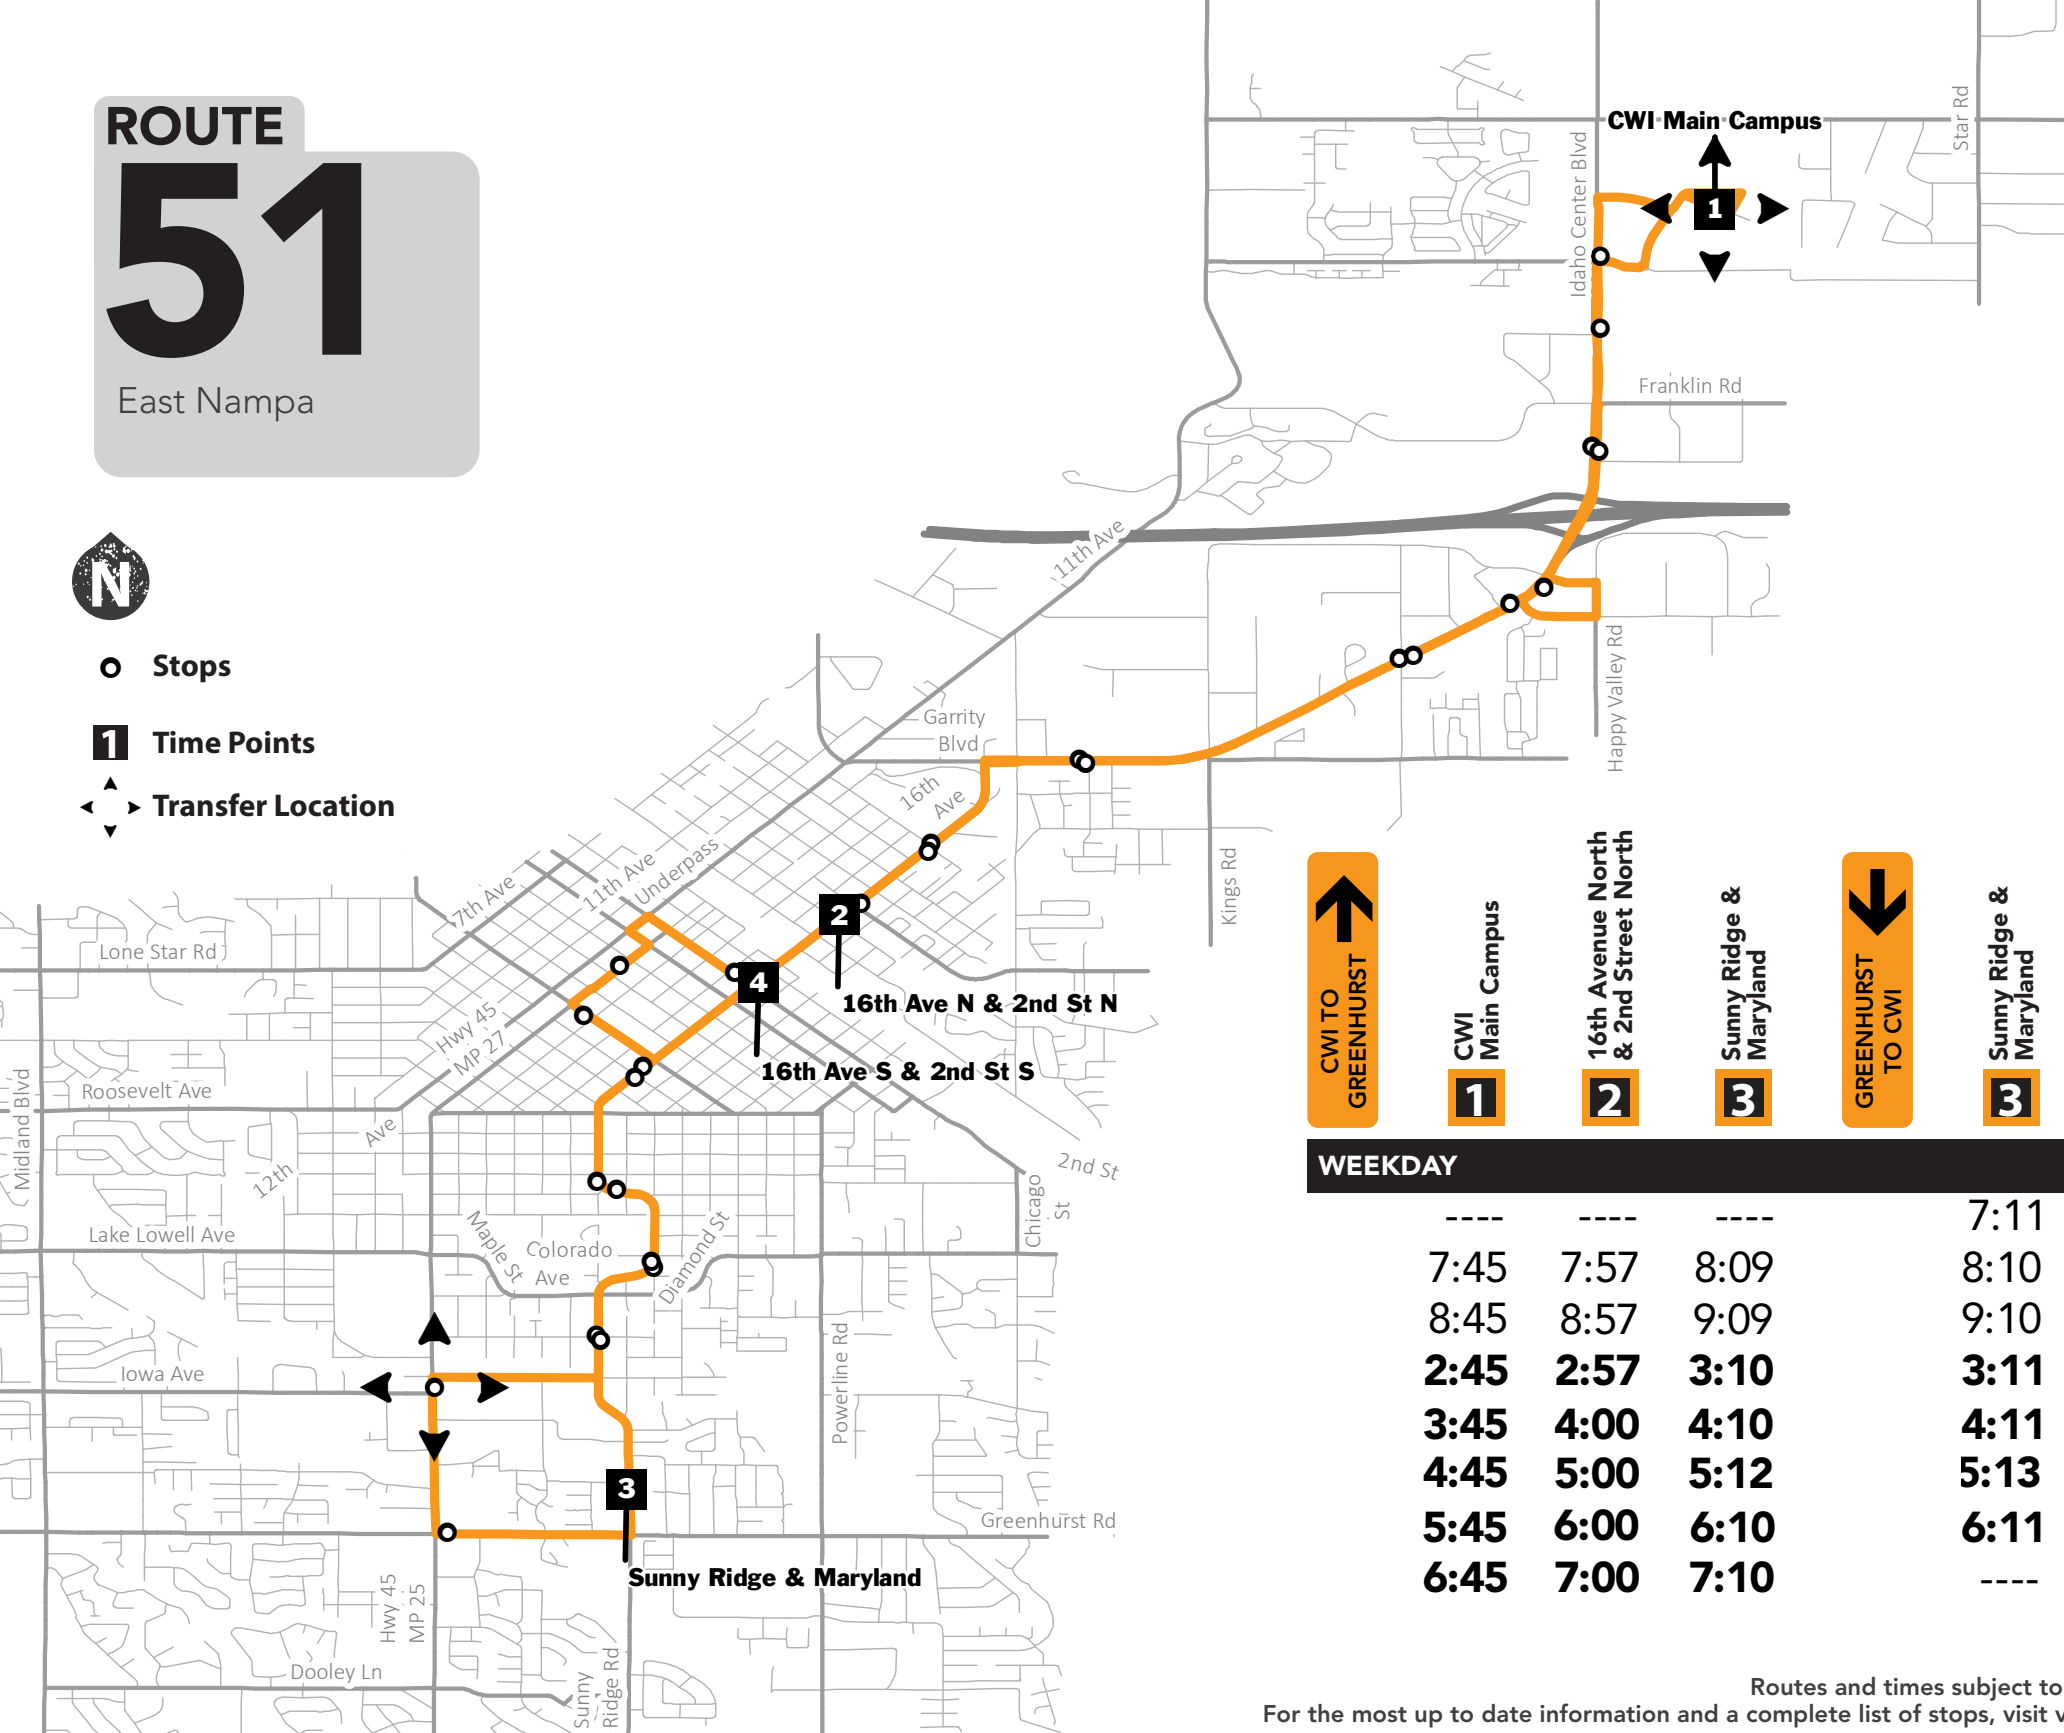 ROUTE
51
East Nampa
N
Stops
1 Time Points
Transfer Location
CWI Main Campus
1
Star Rd
Idaho Center Blvd
Franklin Rd
11th Ave
Happy Valley Rd
Garrity
Blvd
16th
Ave
Kings Rd
11th Ave
Underpass
7th Ave
Lone Star Rd
2
16th Ave N & 2nd St N
4
16th Ave S & 2nd St S
Hwy 45
MP 27
Roosevelt Ave
Midland Blvd
Ave
12th
2nd St
Chicago
St
Lake Lowell Ave
Maple St
Colorado
Ave
Diamond St
Powerline Rd
Iowa Ave
3
Greenhurst Rd
Sunny Ridge & Maryland
Hwy 45
MP 25
Dooley Ln
Sunny
Ridge Rd
CWI TO
GREENHURST
CWI
Main Campus
1
16th Avenue North
& 2nd Street North
2
Sunny Ridge &
Maryland
3
GREENHURST
TO CWI
Sunny Ridge &
Maryland
3
WEEKDAY
---- ---- ---- 7:11
7:45 7:57 8:09 8:10
8:45 8:57 9:09 9:10
2:45 2:57 3:10 3:11
3:45 4:00 4:10 4:11
4:45 5:00 5:12 5:13
5:45 6:00 6:10 6:11
6:45 7:00 7:10 ----
Routes and times subject to
For the most up to date information and a complete list of stops, visit